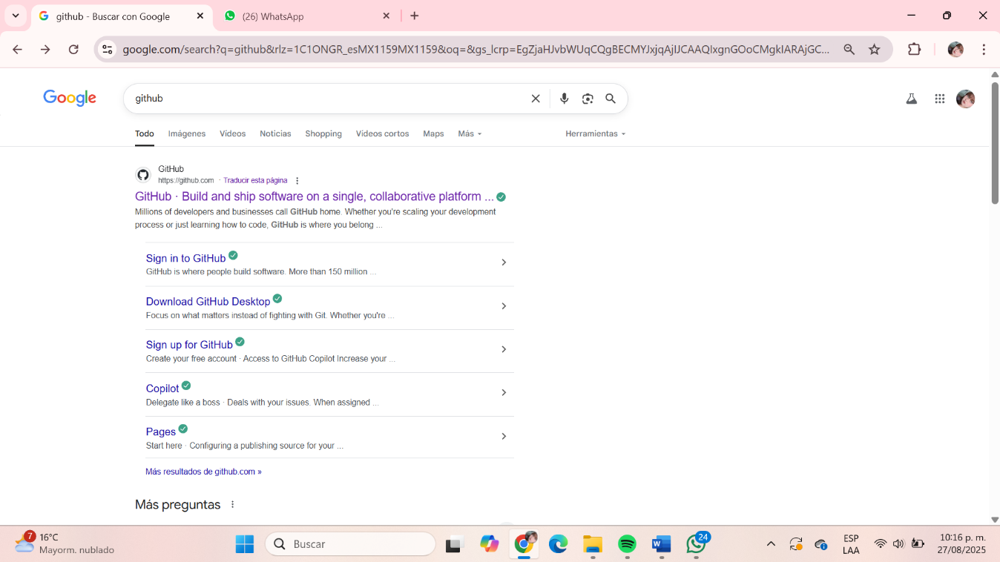 github - Buscar con Google
(26) WhatsApp
google.com/search?q=github&rlz=1C1ONGR_esMX1159MX1159&oq=&gs_lcrp=EgZjaHJvbWUqCQgBECMYJxjqAjIJCAAQIxgnGOoCMgkIARAjGC...
Google
github
Todo
Imágenes
Videos
Noticias
Shopping
Videos cortos
Maps
Más
Herramientas
GitHub
https://github.com · Traducir esta página
GitHub · Build and ship software on a single, collaborative platform ...
Millions of developers and businesses call GitHub home. Whether you're scaling your development
process or just learning how to code, GitHub is where you belong ...
Sign in to GitHub
GitHub is where people build software. More than 150 million ...
Download GitHub Desktop
Focus on what matters instead of fighting with Git. Whether you're ...
Sign up for GitHub
Create your free account · Access to GitHub Copilot Increase your ...
Copilot
Delegate like a boss · Deals with your issues. When assigned ...
Pages
Start here · Configuring a publishing source for your ...
Más resultados de github.com »
Más preguntas
7
16°C
Mayorm. nublado
Buscar
W
24
ESP
LAA
10:16 p. m.
27/08/2025